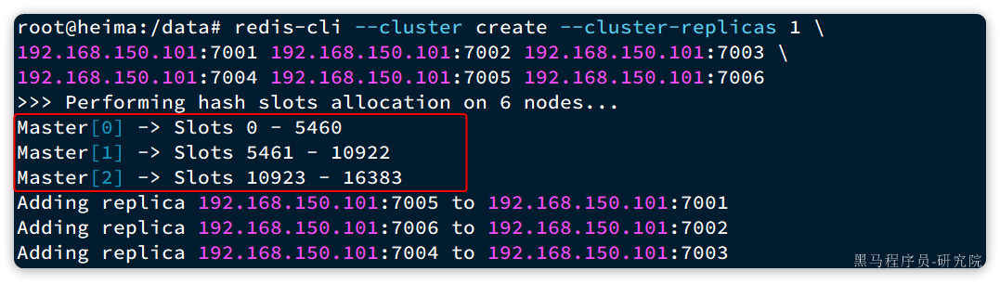 root@heima:/data# redis-cli --cluster create --cluster-replicas 1 \
192.168.150.101:7001 192.168.150.101:7002 192.168.150.101:7003 \
192.168.150.101:7004 192.168.150.101:7005 192.168.150.101:7006
>>> Performing hash slots allocation on 6 nodes...
Master[0] -> Slots 0 - 5460
Master[1] -> Slots 5461 - 10922
Master[2] -> Slots 10923 - 16383
Adding replica 192.168.150.101:7005 to 192.168.150.101:7001
Adding replica 192.168.150.101:7006 to 192.168.150.101:7002
Adding replica 192.168.150.101:7004 to 192.168.150.101:7003
黑马程序员-研究院